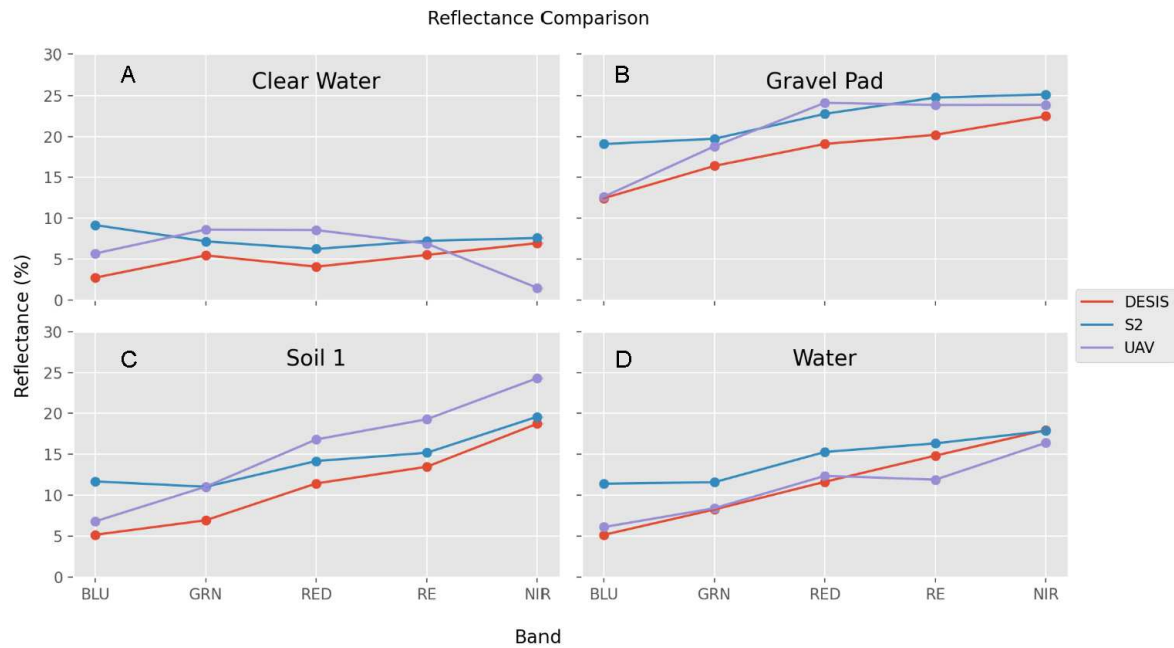 Reflectance Comparison
A
Clear Water
B
Gravel Pad
30
25
20
15
10
5
0
C
Soil 1
D
Water
30
25
20
15
10
5
0
Reflectance (%)
DESIS
S2
UAV
BLU GRN RED RE NIR
BLU GRN RED RE NIR
Band